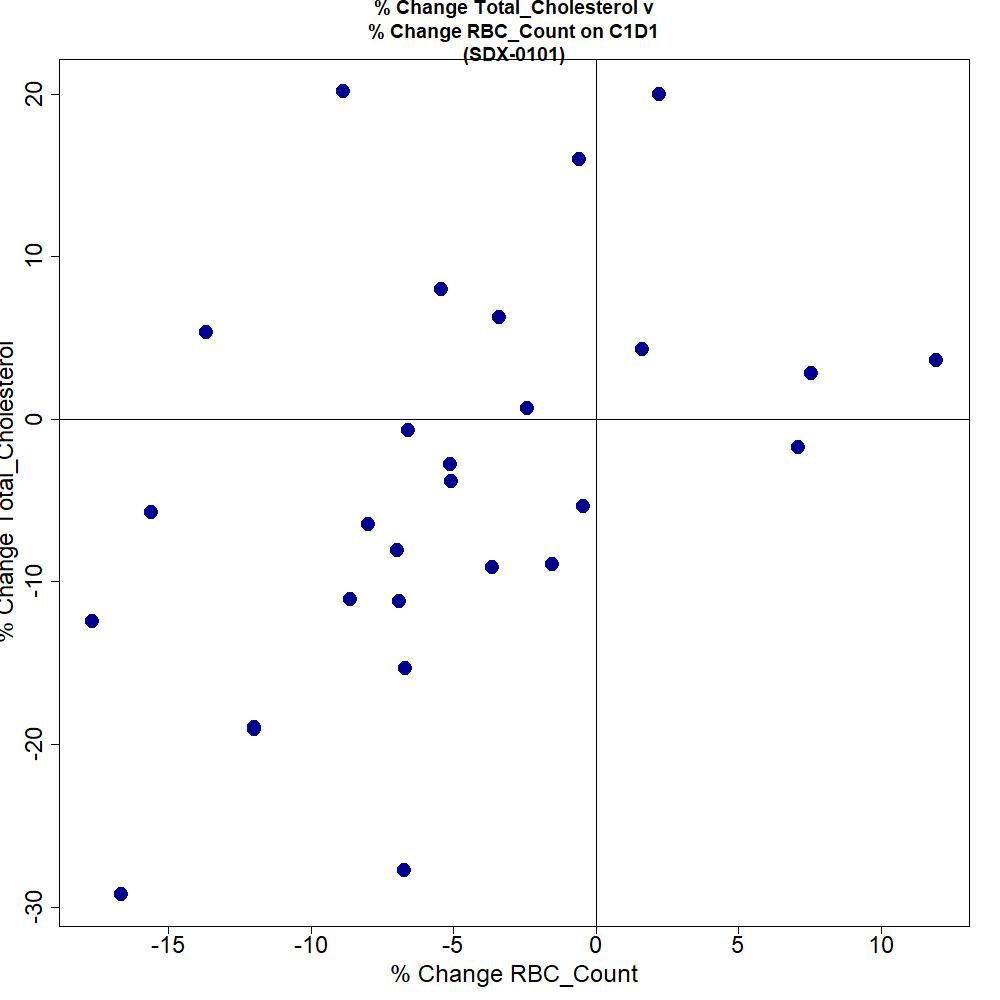 % Change Total_Cholesterol v
% Change RBC_Count on C1D1
(SDX-0101)
20
10
0
-10
-20
-30
% Change Total_Cholesterol
-15
-10
-5
0
5
10
% Change RBC_Count